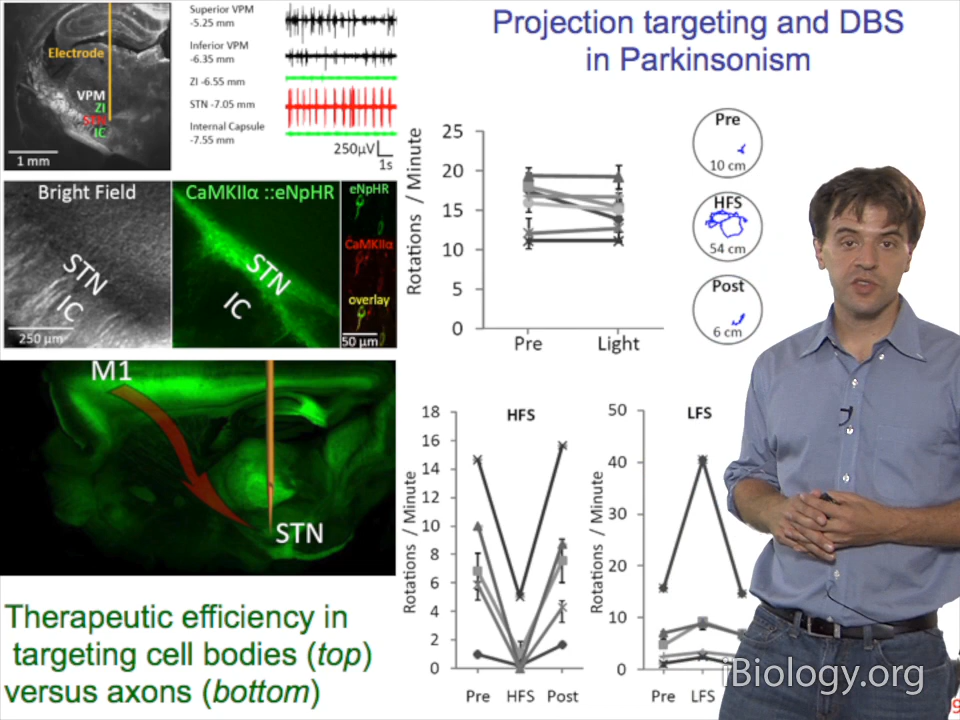 Projection targeting and DBS
in Parkinsonism
Electrode
VPM
ZI
STN
IC
1 mm
Superior VPM
-5.25 mm
Inferior VPM
-6.35 mm
ZI -6.55 mm
STN -7.05 mm
Internal Capsule
-7.55 mm
250µV
1s
Bright Field
STN
IC
250 µm
CaMKIIα ::eNpHR
STN
IC
eNpHR
CaMKIIα
overlay
50 µm
M1
STN
Therapeutic efficiency in
targeting cell bodies (top)
versus axons (bottom)
Rotations / Minute
25
20
15
10
5
0
Pre Light
Pre
10 cm
HFS
54 cm
Post
6 cm
HFS
Rotations / Minute
18
16
14
12
10
8
6
4
2
0
Pre HFS Post
LFS
Rotations / Minute
50
40
30
20
10
0
Pre LFS
iBiology.org
9